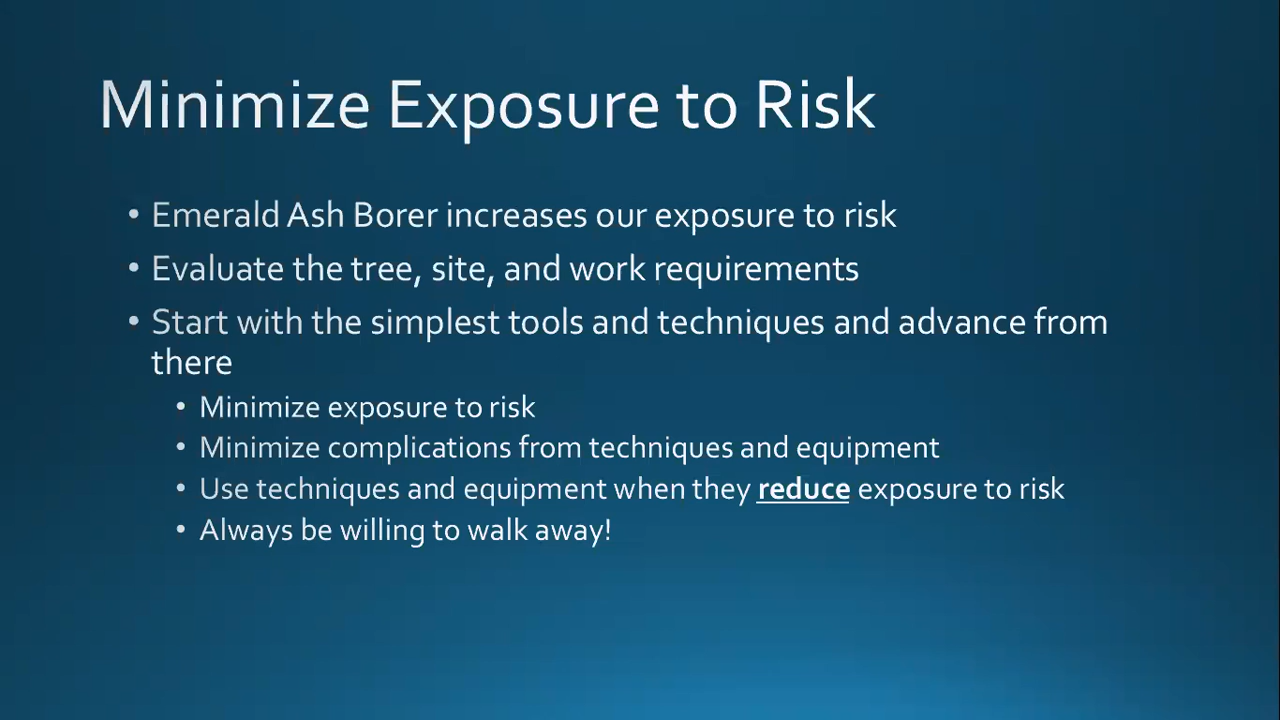 Minimize Exposure to Risk
• Emerald Ash Borer increases our exposure to risk
• Evaluate the tree, site, and work requirements
• Start with the simplest tools and techniques and advance from
there
• Minimize exposure to risk
• Minimize complications from techniques and equipment
• Use techniques and equipment when they reduce exposure to risk
• Always be willing to walk away!